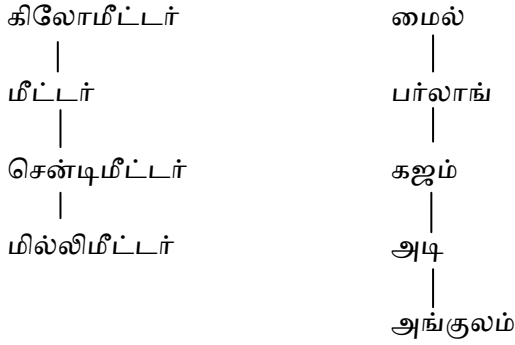 கிலோமீட்டர் மைல்
மீட்டர் பர்லாங்
சென்டிமீட்டர் கஜம்
மில்லிமீட்டர் அடி
அங்குலம்